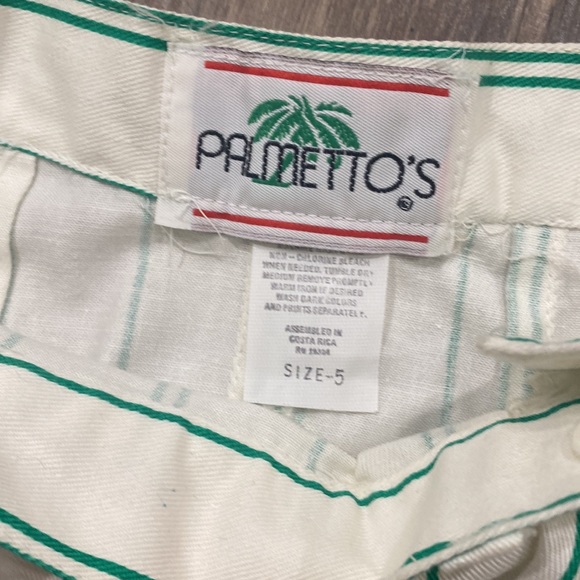 PALMETTO'S
®
NON-CHLORINE BLEACH
WHEN NEEDED. TUMBLE DRY
MEDIUM REMOVE PROMPTLY.
WARM IRON IF DESIRED
WASH DARK COLORS
AND PRINTS SEPARATELY.
ASSEMBLED IN
COSTA RICA
RN
SIZE-5